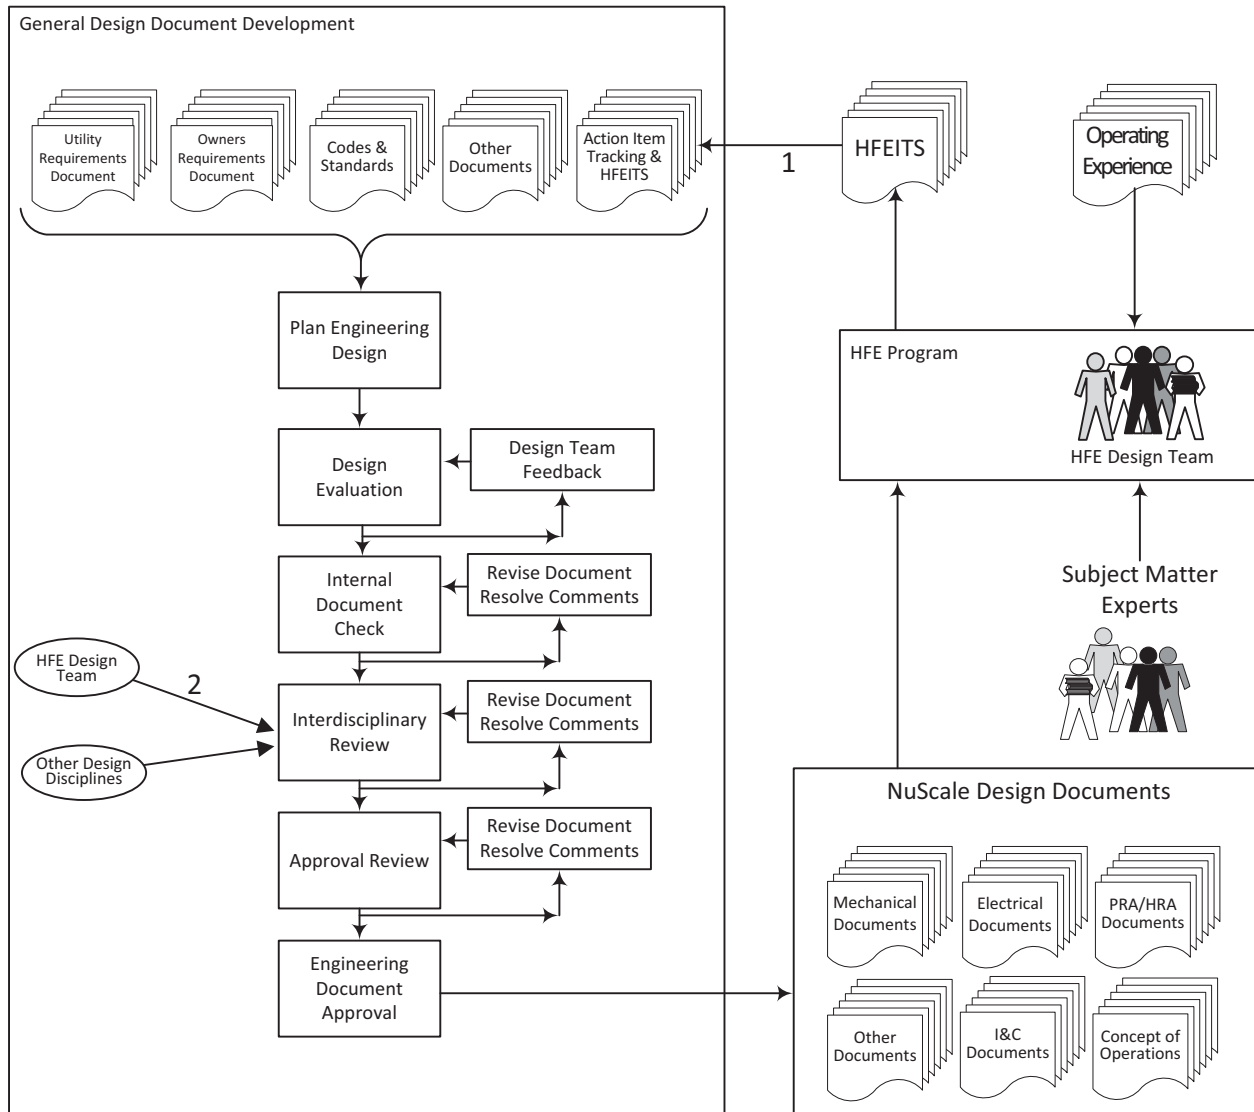 General Design Document Development
Utility
Requirements
Document
Owners
Requirements
Document
Codes &
Standards
Other
Documents
Action Item
Tracking &
HFEITS
1
HFEITS
Operating
Experience
Plan Engineering
Design
HFE Program
HFE Design Team
Design
Evaluation
Design Team
Feedback
Internal
Document
Check
Revise Document
Resolve Comments
Subject Matter
Experts
HFE Design
Team
2
Interdisciplinary
Review
Revise Document
Resolve Comments
Other Design
Disciplines
Approval Review
Revise Document
Resolve Comments
Engineering
Document
Approval
NuScale Design Documents
Mechanical
Documents
Electrical
Documents
PRA/HRA
Documents
Other
Documents
I&C
Documents
Concept of
Operations